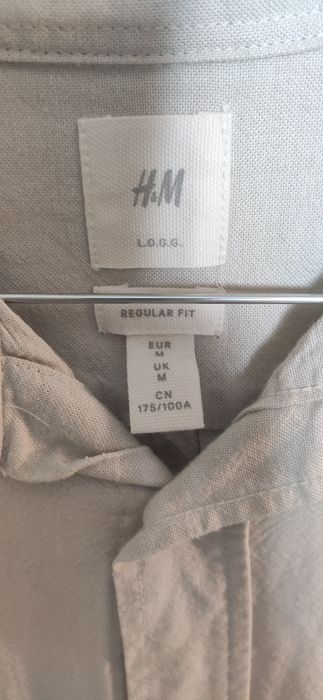 H&M
L.O.G.G.
REGULAR FIT
EUR
M
UK
M
CN
175/100A